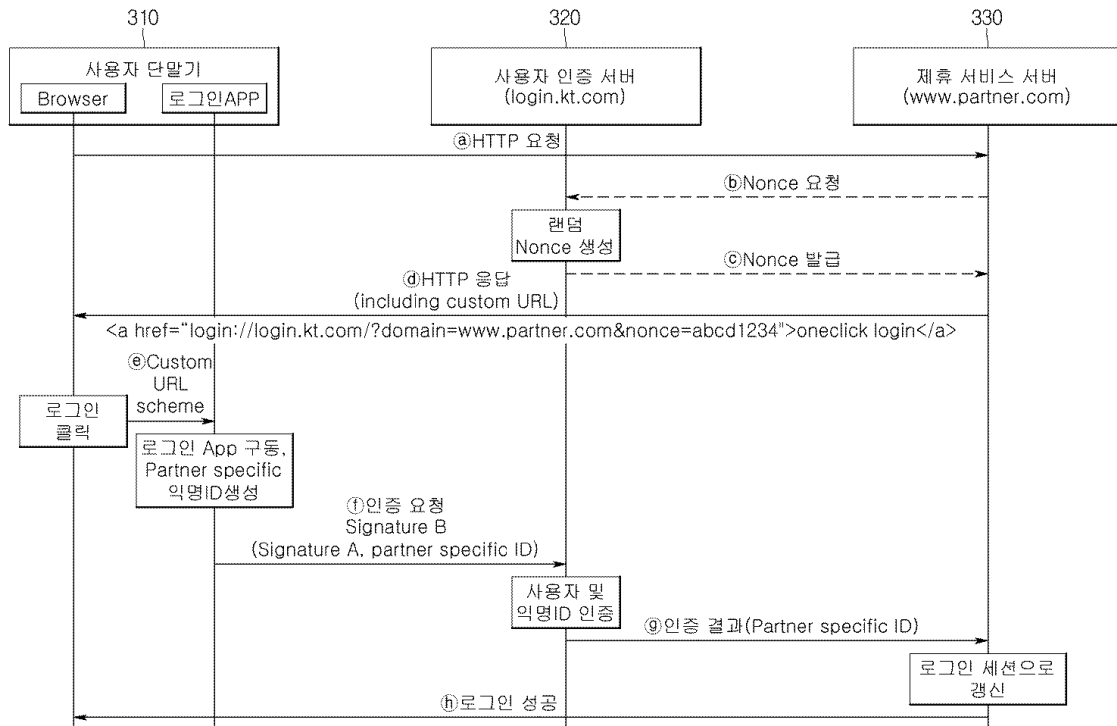 310
320
330
사용자 단말기
Browser
로그인APP
사용자 인증 서버
(login.kt.com)
제휴 서비스 서버
(www.partner.com)
ⓐHTTP 요청
ⓑNonce 요청
랜덤
Nonce 생성
ⓒNonce 발급
ⓓHTTP 응답
(including custom URL)
<a href="login://login.kt.com/?domain=www.partner.com&nonce=abcd1234">oneclick login</a>
ⓔCustom
URL
scheme
로그인
클릭
로그인 App 구동,
Partner specific
익명ID생성
ⓕ인증 요청
Signature B
(Signature A, partner specific ID)
사용자 및
익명ID 인증
ⓖ인증 결과(Partner specific ID)
로그인 세션으로
갱신
ⓗ로그인 성공